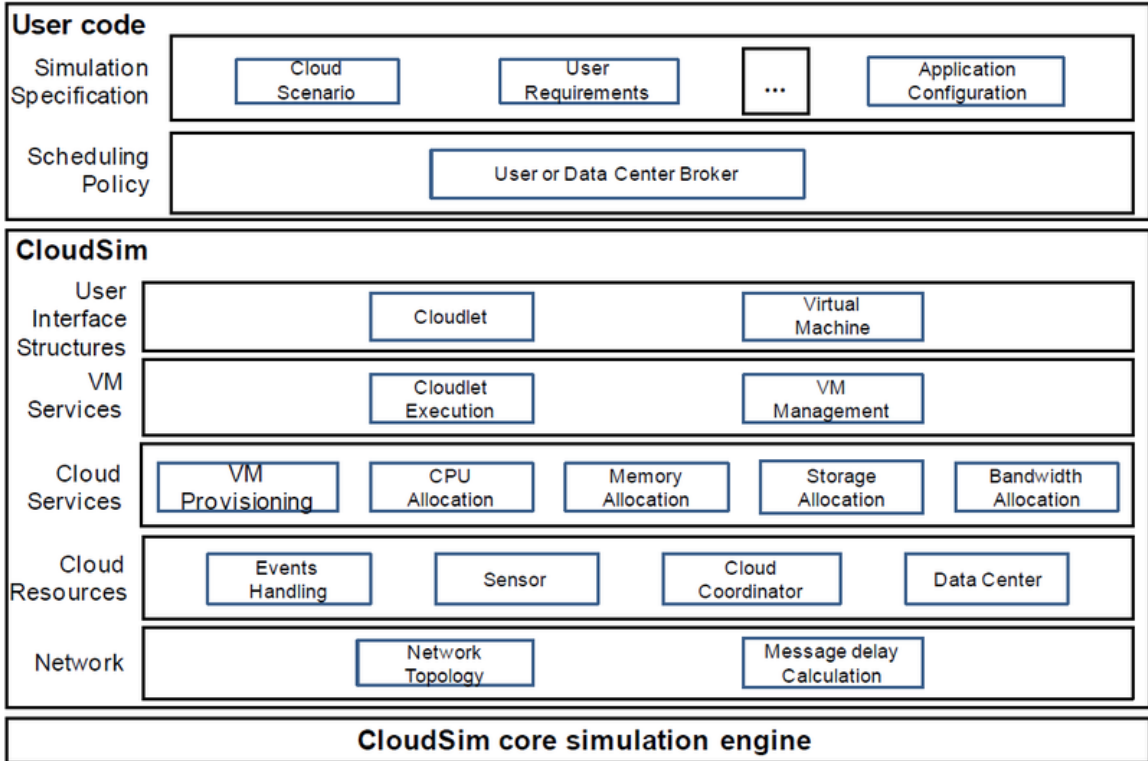 User code
Simulation
Specification
Cloud
Scenario
User
Requirements
...
Application
Configuration
Scheduling
Policy
User or Data Center Broker
CloudSim
User
Interface
Structures
Cloudlet
Virtual
Machine
VM
Services
Cloudlet
Execution
VM
Management
Cloud
Services
VM
Provisioning
CPU
Allocation
Memory
Allocation
Storage
Allocation
Bandwidth
Allocation
Cloud
Resources
Events
Handling
Sensor
Cloud
Coordinator
Data Center
Network
Network
Topology
Message delay
Calculation
CloudSim core simulation engine